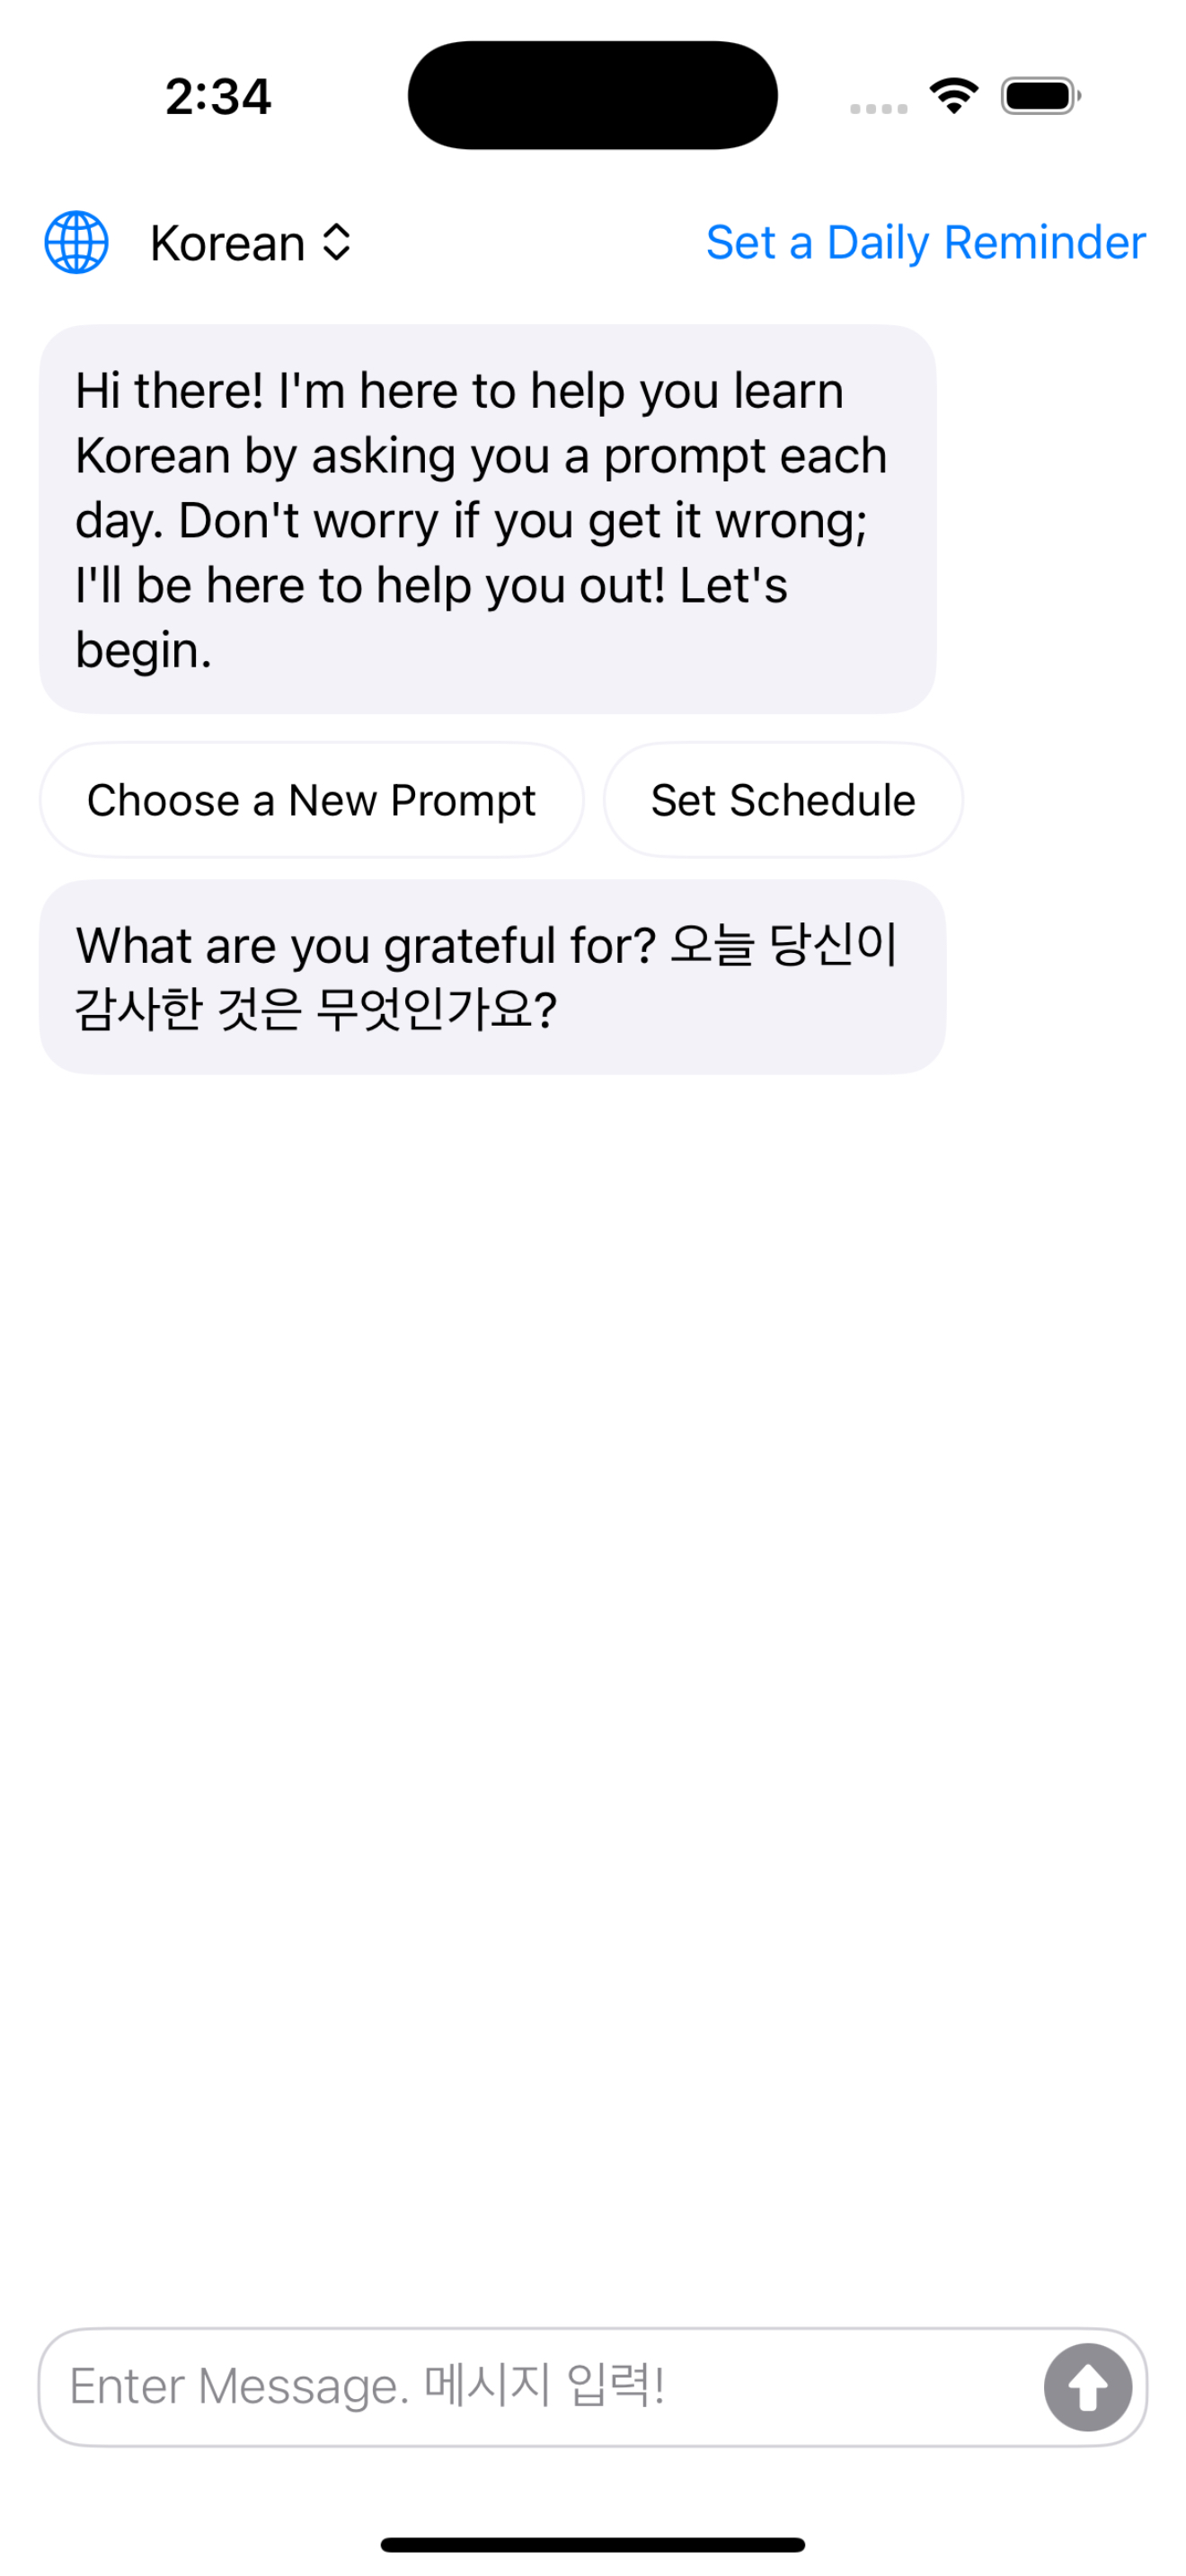 2:34
Korean
Set a Daily Reminder
Hi there! I'm here to help you learn
Korean by asking you a prompt each
day. Don't worry if you get it wrong;
I'll be here to help you out! Let's
begin.
Choose a New Prompt
Set Schedule
What are you grateful for? 오늘 당신이
감사한 것은 무엇인가요?
Enter Message. 메시지 입력!